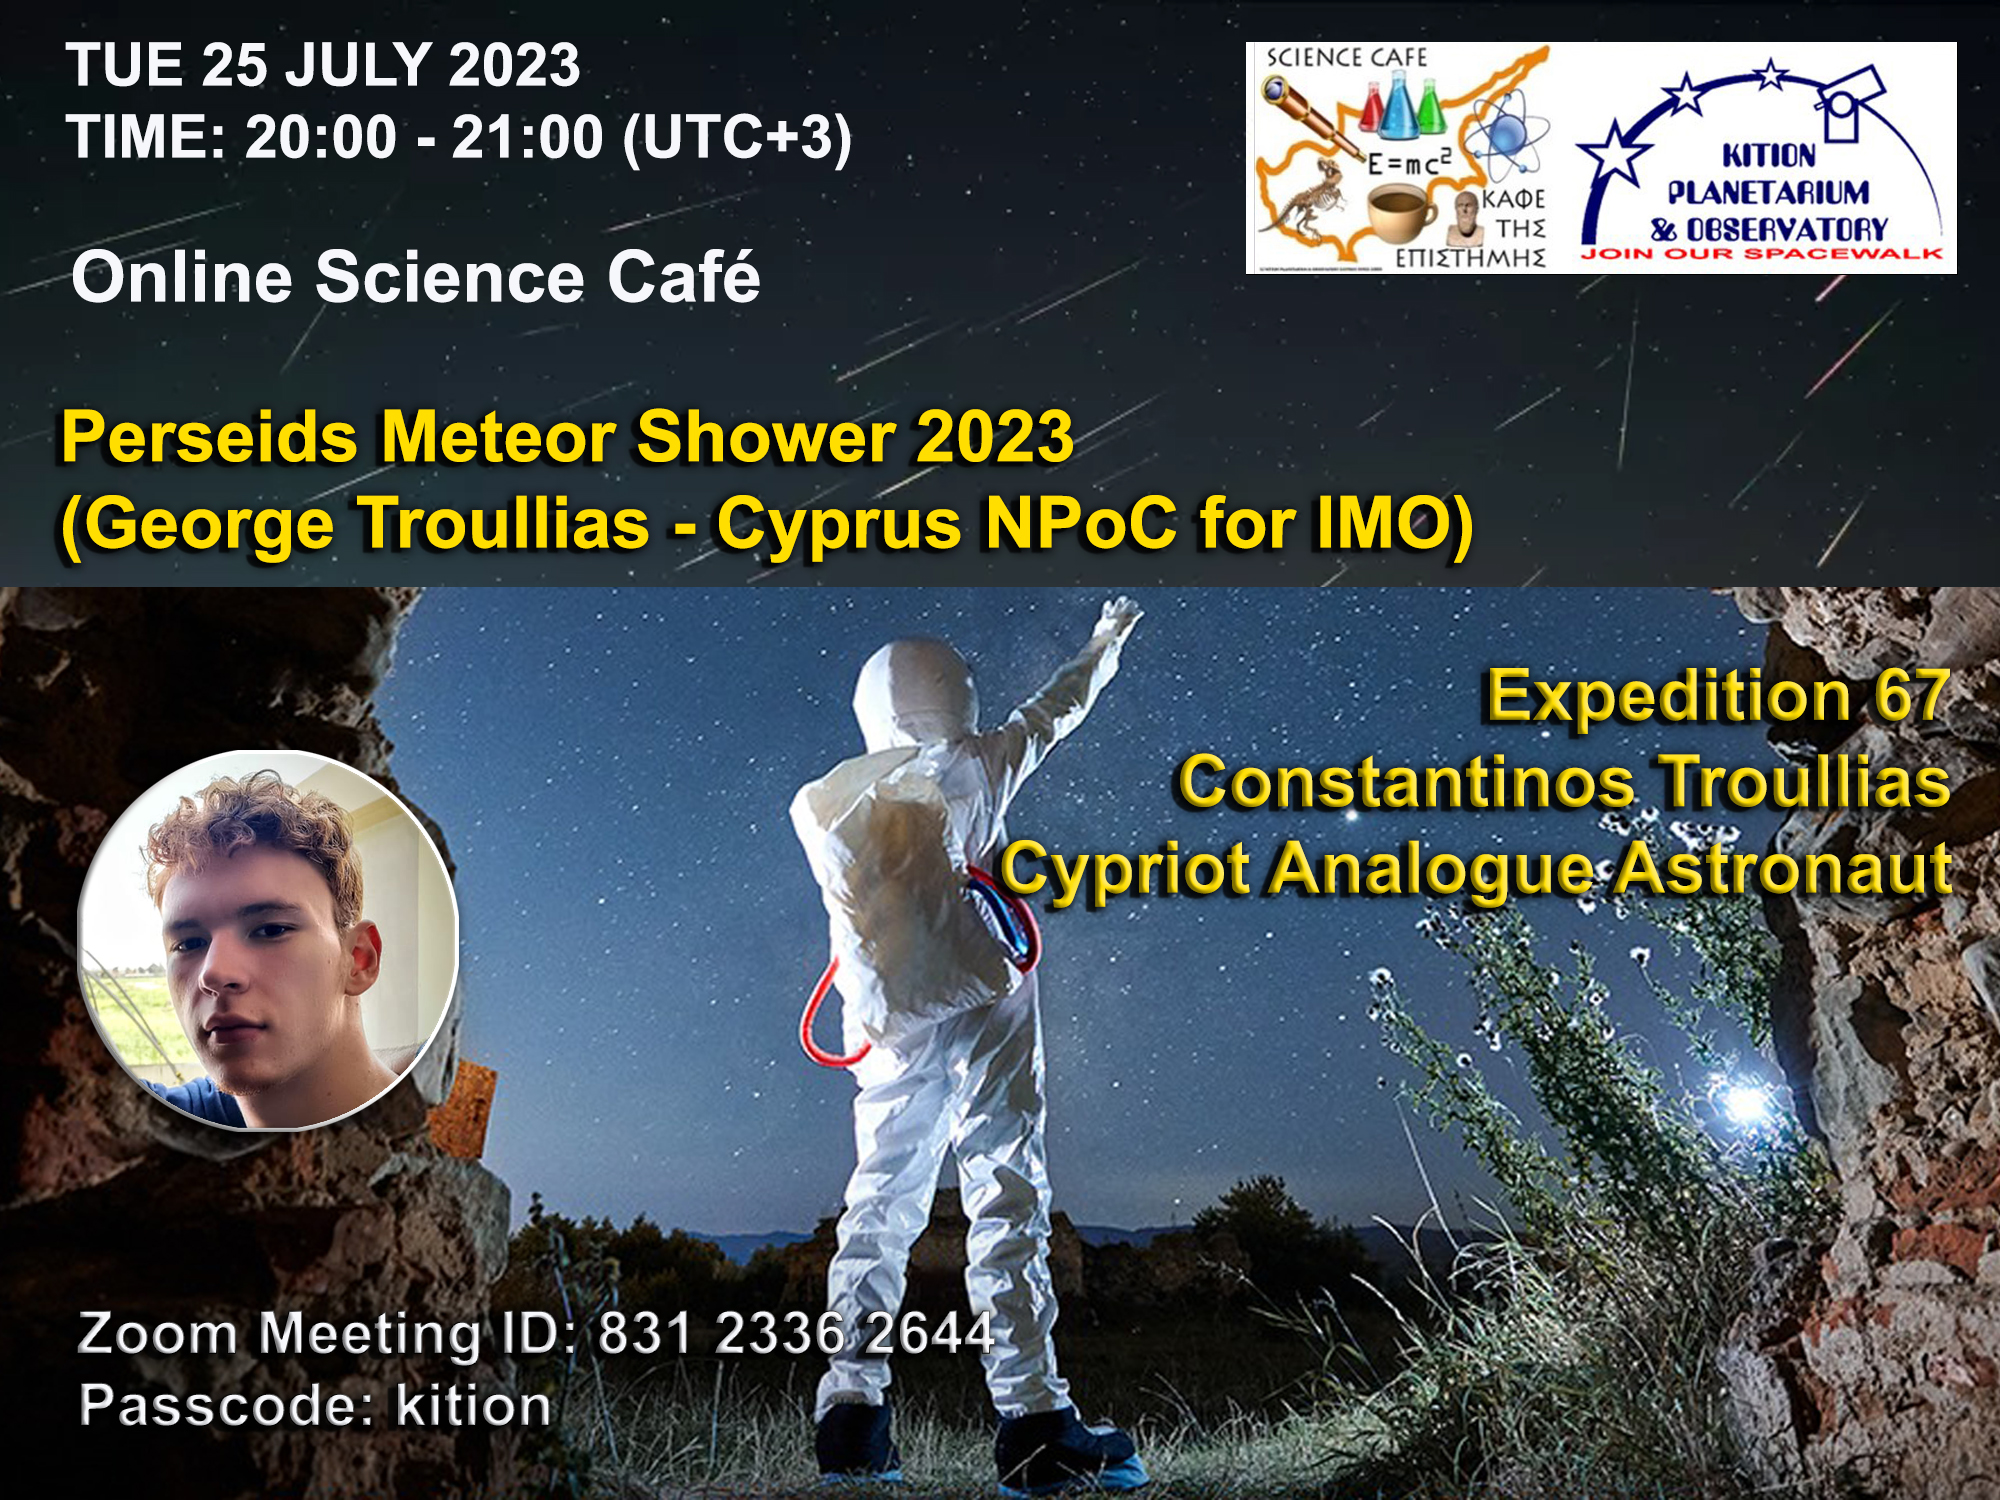 TUE 25 JULY 2023
TIME: 20:00 - 21:00 (UTC+3)
Online Science Café
SCIENCE CAFE
E=mc²
ΚΑΦΕ
ΤΗΣ
ΕΠΙΣΤΗΜΗΣ
KITION
PLANETARIUM
& OBSERVATORY
JOIN OUR SPACEWALK
Perseids Meteor Shower 2023
(George Troullias - Cyprus NPoC for IMO)
Expedition 67
Constantinos Troullias
Cypriot Analogue Astronaut
Zoom Meeting ID: 831 2336 2644
Passcode: kition